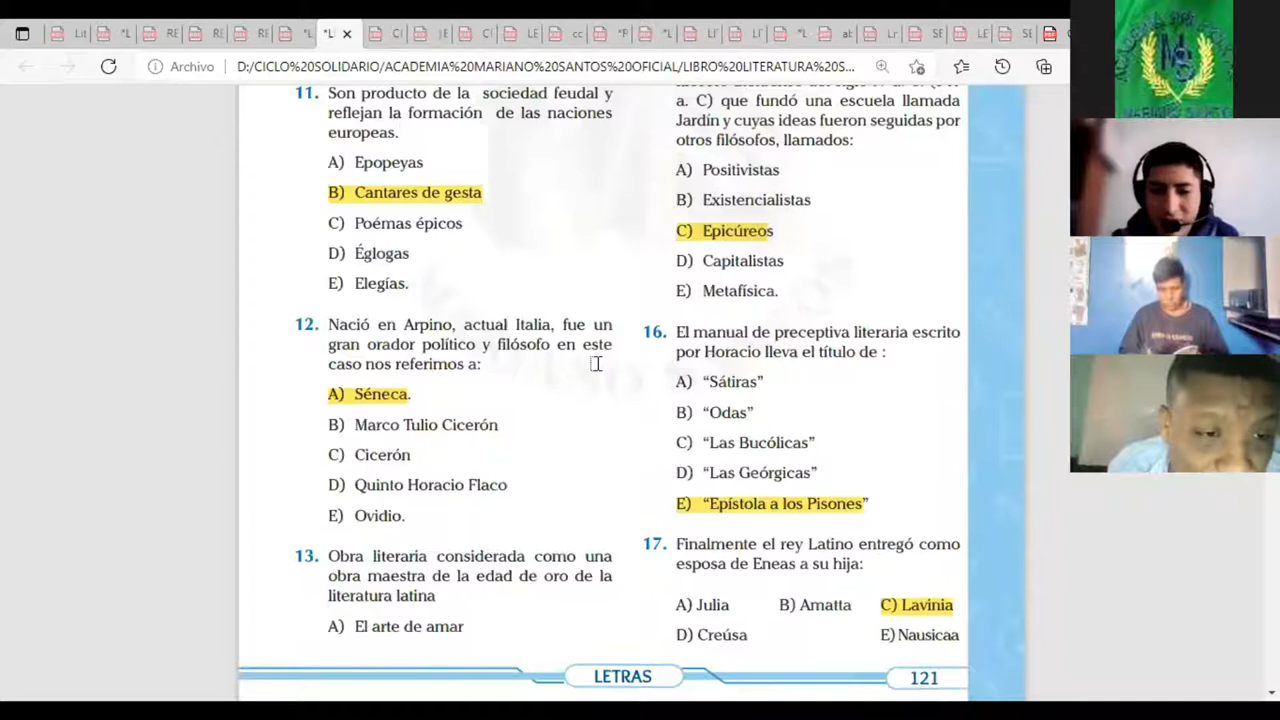 Archivo
D:/CICLO%20SOLIDARIO/ACADEMIA%20MARIANO%20SANTOS%20OFICIAL/LIBRO%20LITERATURA%20S...
11. Son producto de la sociedad feudal y
reflejan la formación de las naciones
europeas.
A) Epopeyas
B) Cantares de gesta
C) Poémas épicos
D) Églogas
E) Elegías.
12. Nació en Arpino, actual Italia, fue un
gran orador político y filósofo en este
caso nos referimos a:
A) Séneca.
B) Marco Tulio Cicerón
C) Cicerón
D) Quinto Horacio Flaco
E) Ovidio.
13. Obra literaria considerada como una
obra maestra de la edad de oro de la
literatura latina
A) El arte de amar
a. C) que fundó una escuela llamada
Jardín y cuyas ideas fueron seguidas por
otros filósofos, llamados:
A) Positivistas
B) Existencialistas
C) Epicúreos
D) Capitalistas
E) Metafísica.
16. El manual de preceptiva literaria escrito
por Horacio lleva el título de :
A) “Sátiras”
B) “Odas”
C) “Las Bucólicas”
D) “Las Geórgicas”
E) “Epístola a los Pisones”
17. Finalmente el rey Latino entregó como
esposa de Eneas a su hija:
A) Julia B) Amatta C) Lavinia
D) Creúsa E) Nausicaa
LETRAS
121